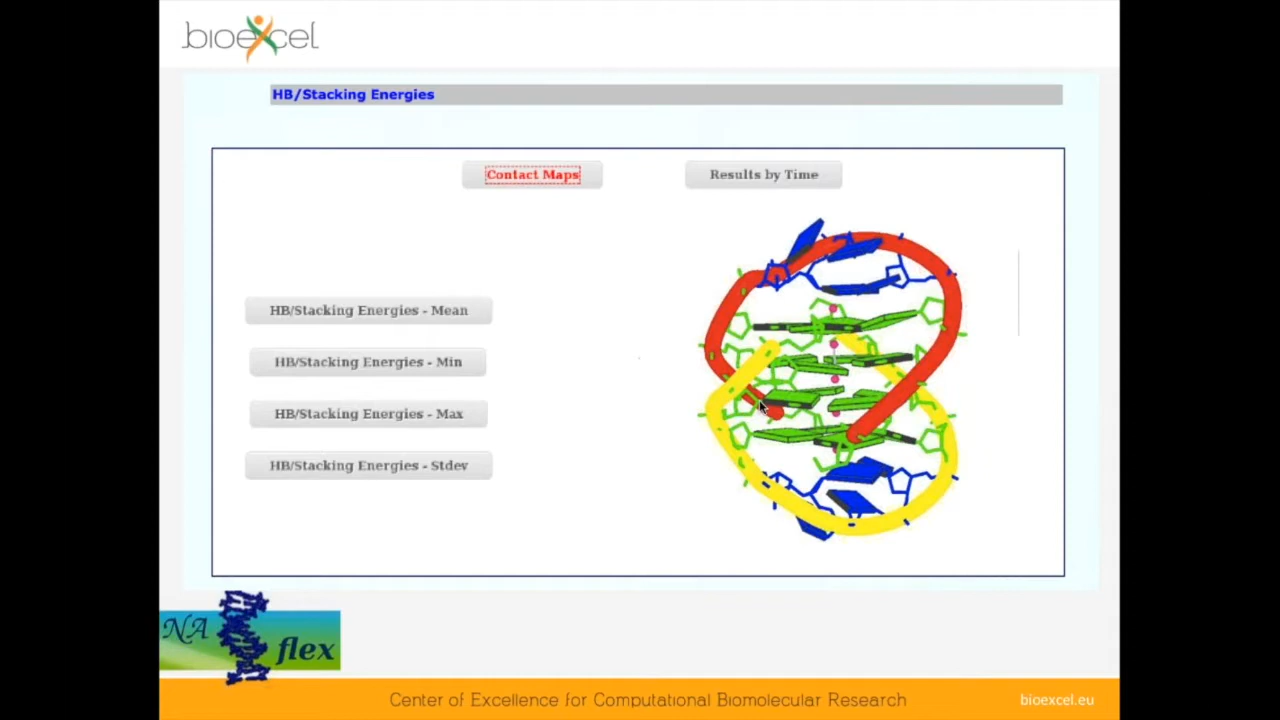 bioexcel
HB/Stacking Energies
Contact Maps
Results by Time
HB/Stacking Energies - Mean
HB/Stacking Energies - Min
HB/Stacking Energies - Max
HB/Stacking Energies - Stdev
NA
flex
Center of Excellence for Computational Biomolecular Research
bioexcel.eu